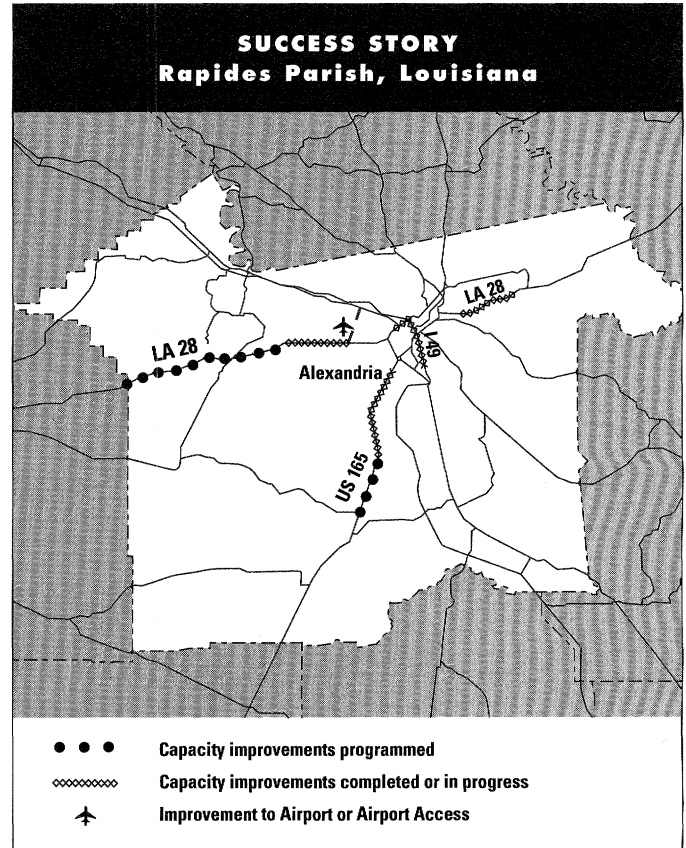 SUCCESS STORY
Rapides Parish, Louisiana
LA 28
LA 28
I-49
Alexandria
US 165
Capacity improvements programmed
Capacity improvements completed or in progress
Improvement to Airport or Airport Access